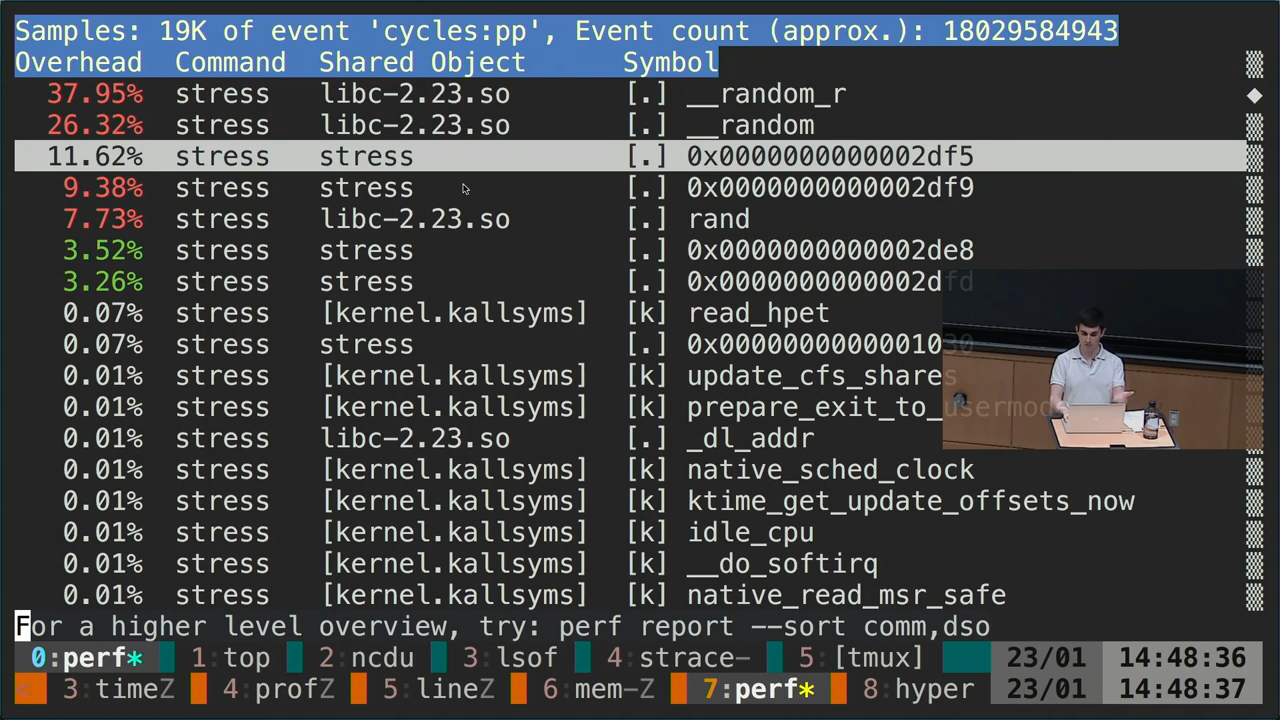 Samples: 19K of event 'cycles:pp', Event count (approx.): 18029584943
Overhead  Command  Shared Object      Symbol
37.95%  stress   libc-2.23.so       [.] __random_r
26.32%  stress   libc-2.23.so       [.] __random
11.62%  stress   stress             [.] 0x0000000000002df5
9.38%  stress   stress             [.] 0x0000000000002df9
7.73%  stress   libc-2.23.so       [.] rand
3.52%  stress   stress             [.] 0x0000000000002de8
3.26%  stress   stress             [.] 0x0000000000002dfd
0.07%  stress   [kernel.kallsyms]  [k] read_hpet
0.07%  stress   stress             [.] 0x0000000000001030
0.01%  stress   [kernel.kallsyms]  [k] update_cfs_shares
0.01%  stress   [kernel.kallsyms]  [k] prepare_exit_to_usermode
0.01%  stress   libc-2.23.so       [.] _dl_addr
0.01%  stress   [kernel.kallsyms]  [k] native_sched_clock
0.01%  stress   [kernel.kallsyms]  [k] ktime_get_update_offsets_now
0.01%  stress   [kernel.kallsyms]  [k] idle_cpu
0.01%  stress   [kernel.kallsyms]  [k] __do_softirq
0.01%  stress   [kernel.kallsyms]  [k] native_read_msr_safe
For a higher level overview, try: perf report --sort comm,dso
0:perf* 1:top 2:ncdu 3:lsof 4:strace- 5:[tmux] 23/01 14:48:36
< 3:timeZ 4:profZ 5:lineZ 6:mem-Z 7:perf* 8:hyper 23/01 14:48:37